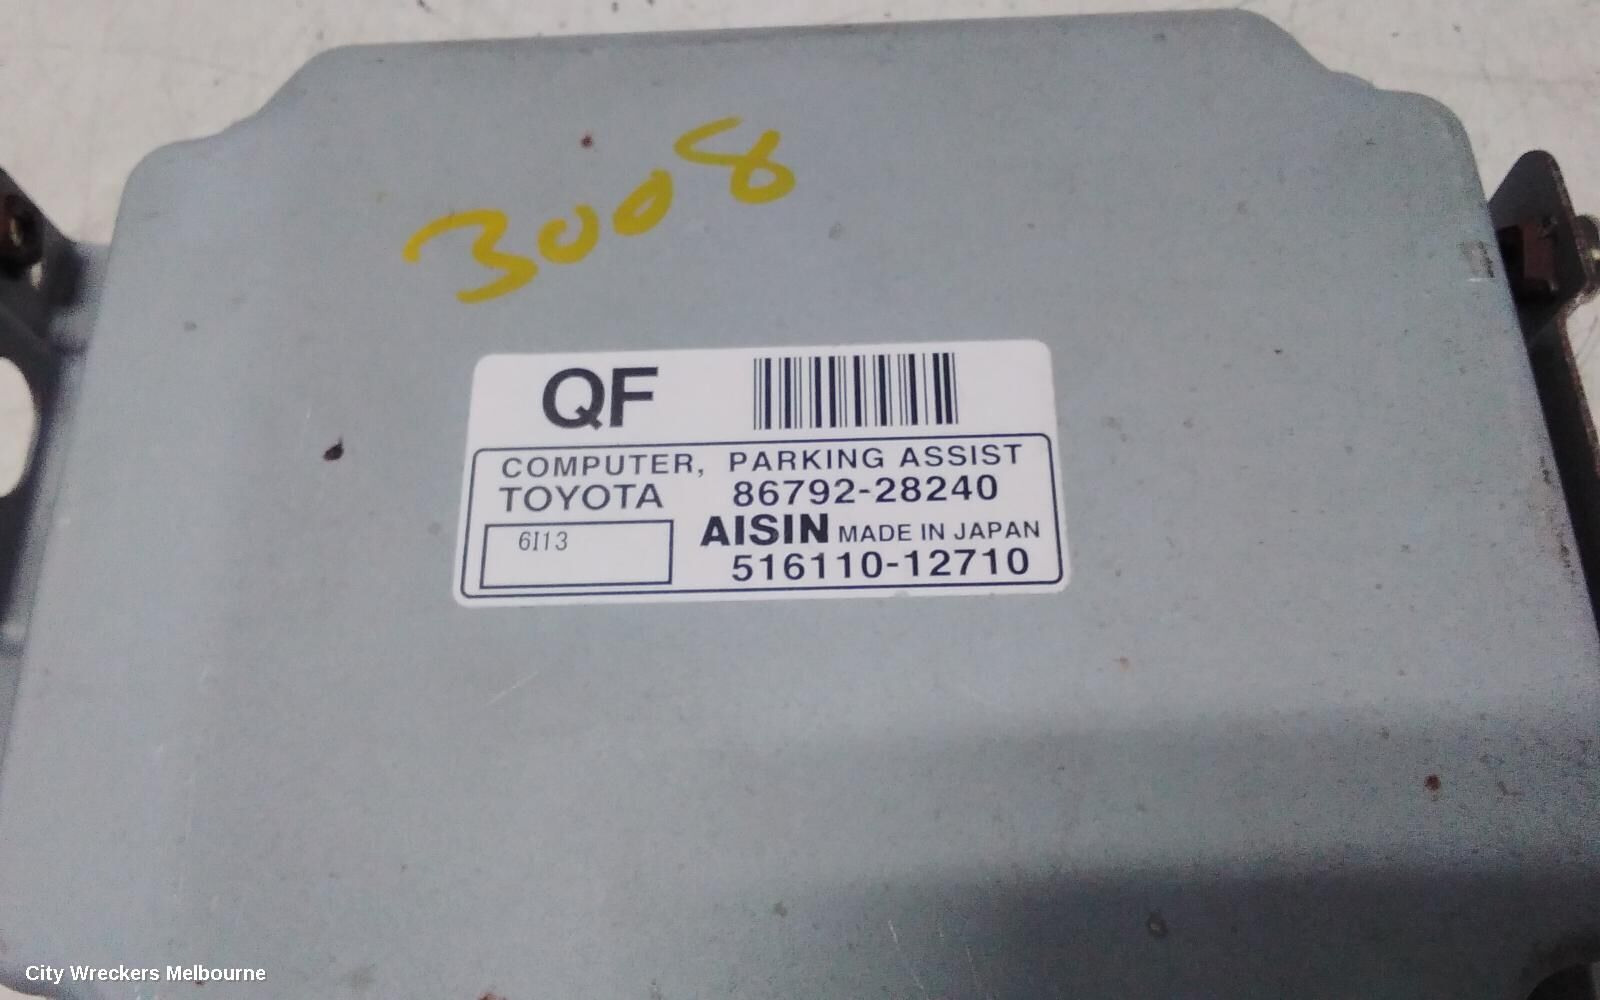 3008
QF
COMPUTER, PARKING ASSIST
TOYOTA 86792-28240
6I13
AISIN MADE IN JAPAN
516110-12710
City Wreckers Melbourne